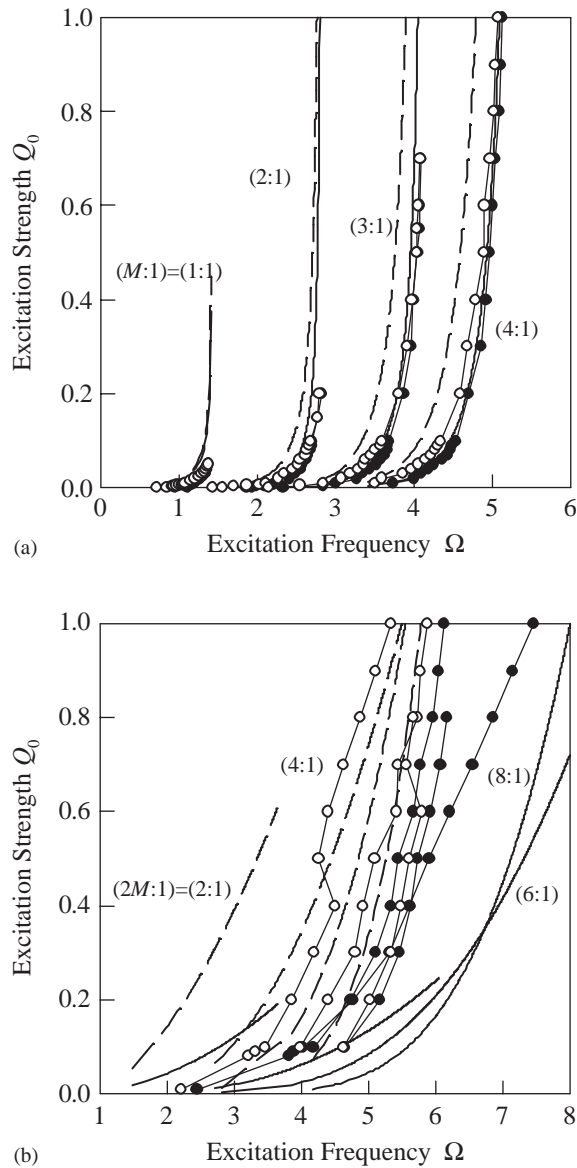 1.0
0.8
0.6
0.4
0.2
0.0
Excitation Strength Q0
(M:1)=(1:1)
(2:1)
(3:1)
(4:1)
0 1 2 3 4 5 6
(a)
Excitation Frequency Ω
1.0
0.8
0.6
0.4
0.2
0.0
Excitation Strength Q0
(2M:1)=(2:1)
(4:1)
(8:1)
(6:1)
1 2 3 4 5 6 7 8
(b)
Excitation Frequency Ω